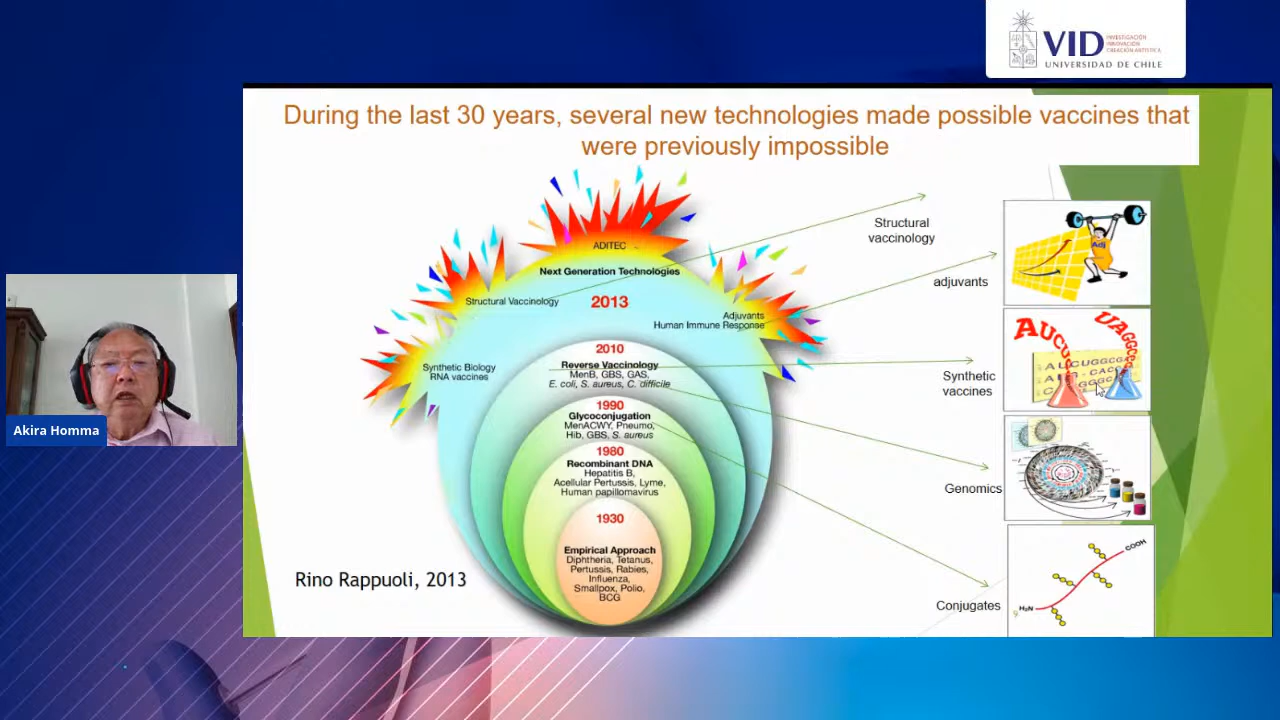 VID
INVESTIGACIÓN
INNOVACIÓN
CREACIÓN ARTÍSTICA
UNIVERSIDAD DE CHILE
During the last 30 years, several new technologies made possible vaccines that
were previously impossible
ADITEC
Next Generation Technologies
Structural Vaccinology
2013
Adjuvants
Human Immune Response
Synthetic Biology
RNA vaccines
2010
Reverse Vaccinology
MenB, GBS, GAS,
E. coli, S. aureus, C. difficile
1990
Glycoconjugation
MenACWY, Pneumo,
Hib, GBS, S. aureus
1980
Recombinant DNA
Hepatitis B,
Acellular Pertussis, Lyme,
Human papillomavirus
1930
Empirical Approach
Diphtheria, Tetanus,
Pertussis, Rabies,
Influenza,
Smallpox, Polio,
BCG
Rino Rappuoli, 2013
Structural
vaccinology
adjuvants
Adj
Synthetic
vaccines
AUCU
UAGGCG
AUCUGGCGA
Genomics
Conjugates
COOH
H₂N
Akira Homma